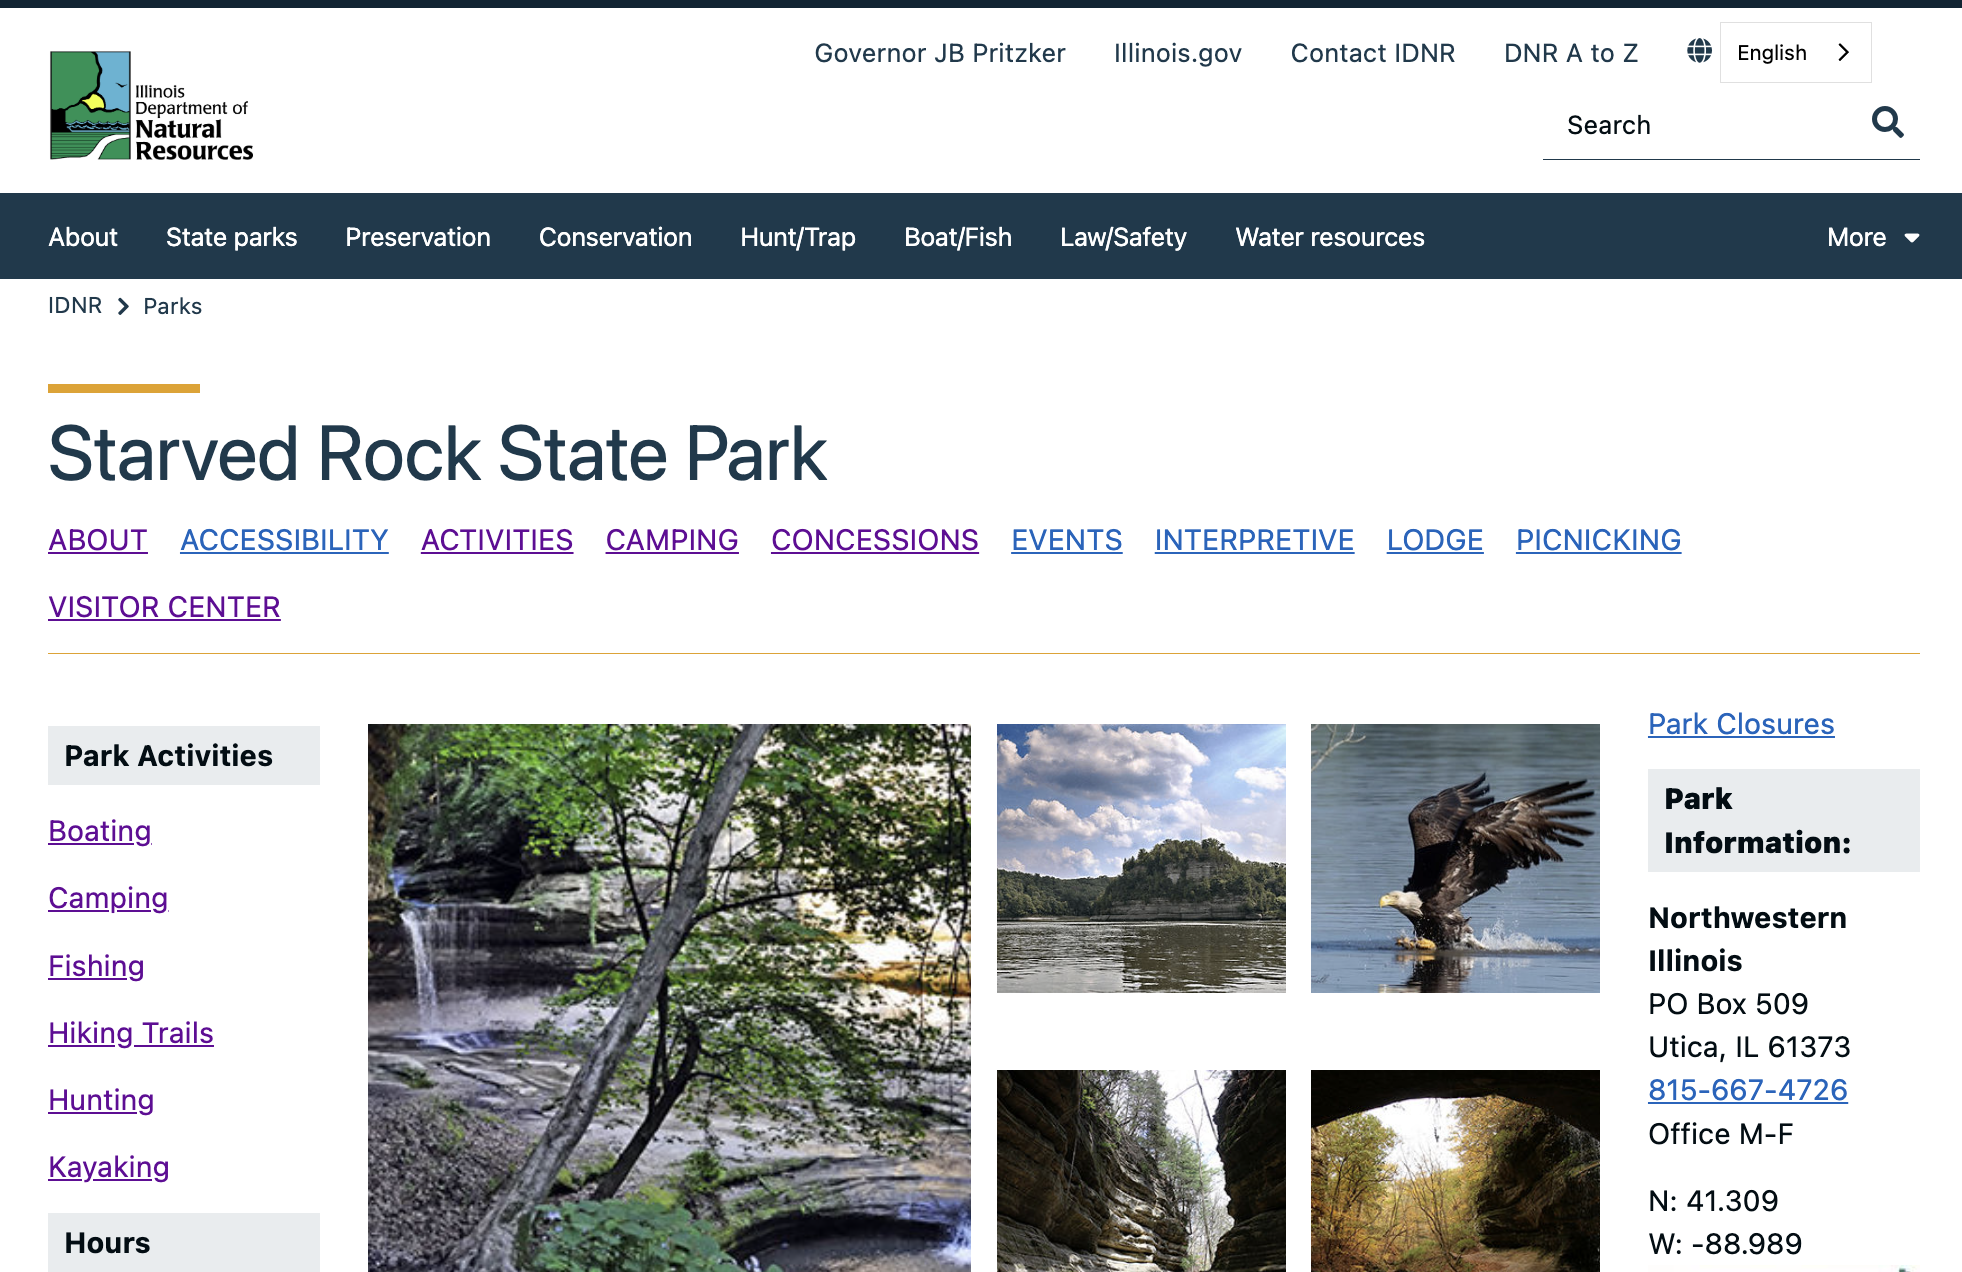 Governor JB Pritzker Illinois.gov Contact IDNR DNR A to Z English
Illinois
Department of
Natural
Resources
Search
About State parks Preservation Conservation Hunt/Trap Boat/Fish Law/Safety Water resources More
IDNR Parks
Starved Rock State Park
ABOUT ACCESSIBILITY ACTIVITIES CAMPING CONCESSIONS EVENTS INTERPRETIVE LODGE PICNICKING
VISITOR CENTER
Park Activities
Boating
Camping
Fishing
Hiking Trails
Hunting
Kayaking
Hours
Park Closures
Park
Information:
Northwestern
Illinois
PO Box 509
Utica, IL 61373
815-667-4726
Office M-F
N: 41.309
W: -88.989